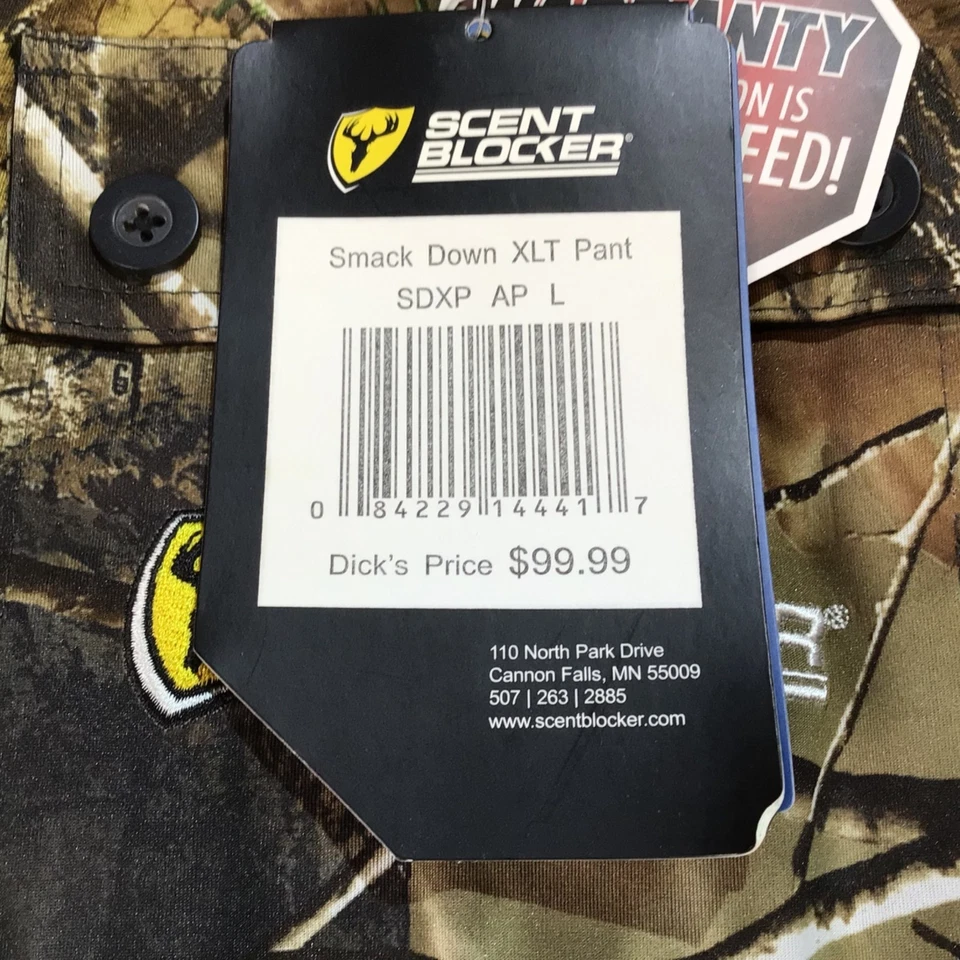 NTY
ON IS
EED!
SCENT
BLOCKER®
Smack Down XLT Pant
SDXP AP L
0 84229 14441 7
Dick's Price $99.99
110 North Park Drive
Cannon Falls, MN 55009
507 | 263 | 2885
www.scentblocker.com